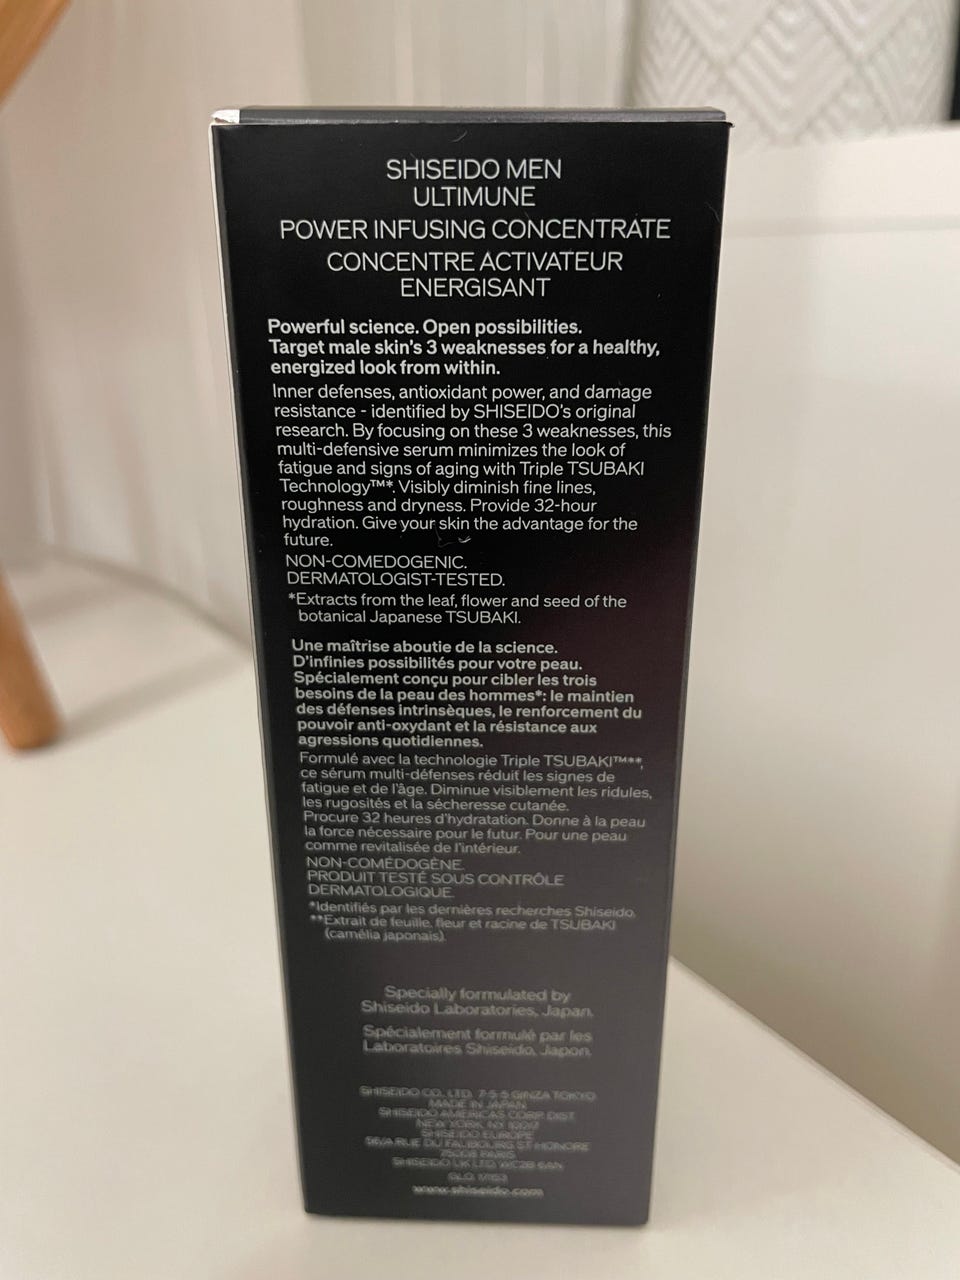 SHISEIDO MEN
ULTIMUNE
POWER INFUSING CONCENTRATE
CONCENTRE ACTIVATEUR
ENERGISANT
Powerful science. Open possibilities.
Target male skin's 3 weaknesses for a healthy,
energized look from within.
Inner defenses, antioxidant power, and damage
resistance - identified by SHISEIDO's original
research. By focusing on these 3 weaknesses, this
multi-defensive serum minimizes the look of
fatigue and signs of aging with Triple TSUBAKI
Technology™*. Visibly diminish fine lines,
roughness and dryness. Provide 32-hour
hydration. Give your skin the advantage for the
future.
NON-COMEDOGENIC.
DERMATOLOGIST-TESTED.
*Extracts from the leaf, flower and seed of the
botanical Japanese TSUBAKI.
Une maîtrise aboutie de la science.
D'infinies possibilités pour votre peau.
Spécialement conçu pour cibler les trois
besoins de la peau des hommes*: le maintien
des défenses intrinsèques, le renforcement du
pouvoir anti-oxydant et la résistance aux
agressions quotidiennes.
Formulé avec la technologie Triple TSUBAKI™**,
ce sérum multi-défenses réduit les signes de
fatigue et de l'âge. Diminue visiblement les ridules,
les rugosités et la sécheresse cutanée.
Procure 32 heures d'hydratation. Donne à la peau
la force nécessaire pour le futur. Pour une peau
comme revitalisée de l'intérieur.
NON-COMÉDOGÈNE.
PRODUIT TESTÉ SOUS CONTRÔLE
DERMATOLOGIQUE.
*Identifiés par les dernières recherches Shiseido.
**Extrait de feuille, fleur et racine de TSUBAKI
(camélia japonais).
Specially formulated by
Shiseido Laboratories, Japan.
Spécialement formulé par les
Laboratoires Shiseido, Japon.
SHISEIDO CO., LTD. 7-5-5 GINZA TOKYO
MADE IN JAPAN
SHISEIDO AMERICAS CORP. DIST.
NEW YORK, NY
SHISEIDO EUROPE
RUE DU FAUBOURG ST HONORE
75008 PARIS
SHISEIDO UK LTD WC2B 6AN
www.shiseido.com